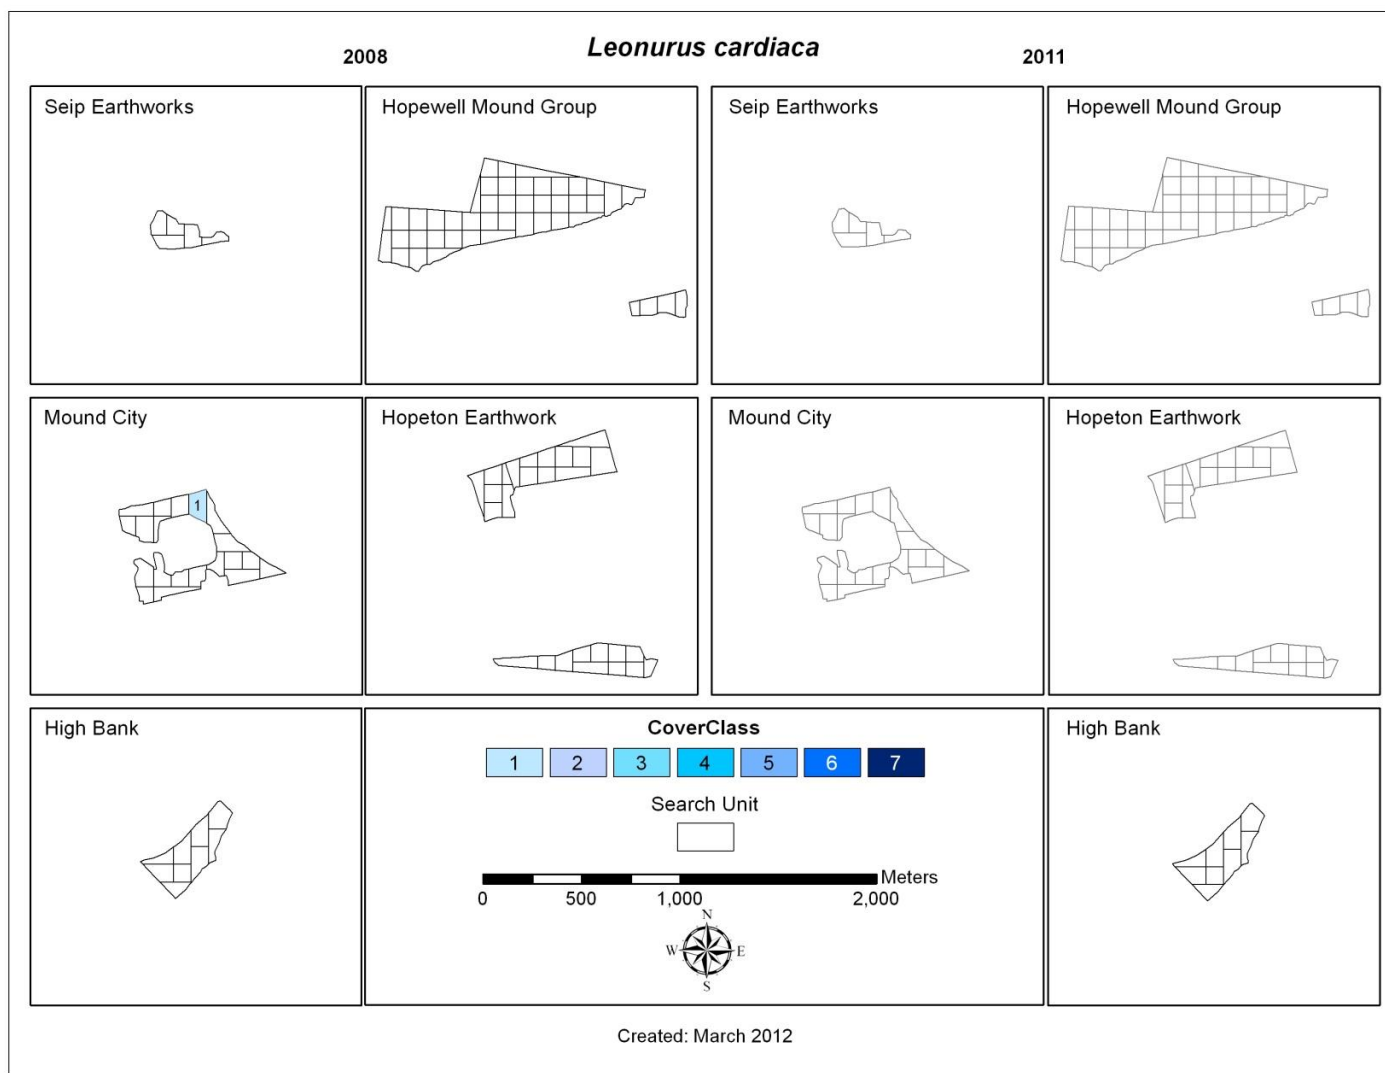 Leonurus cardiaca
2008
2011
Seip Earthworks
Hopewell Mound Group
Seip Earthworks
Hopewell Mound Group
Mound City
Hopeton Earthwork
Mound City
Hopeton Earthwork
1
High Bank
CoverClass
High Bank
1 2 3 4 5 6 7
Search Unit
Meters
0 500 1,000 2,000
N
W E
S
Created: March 2012